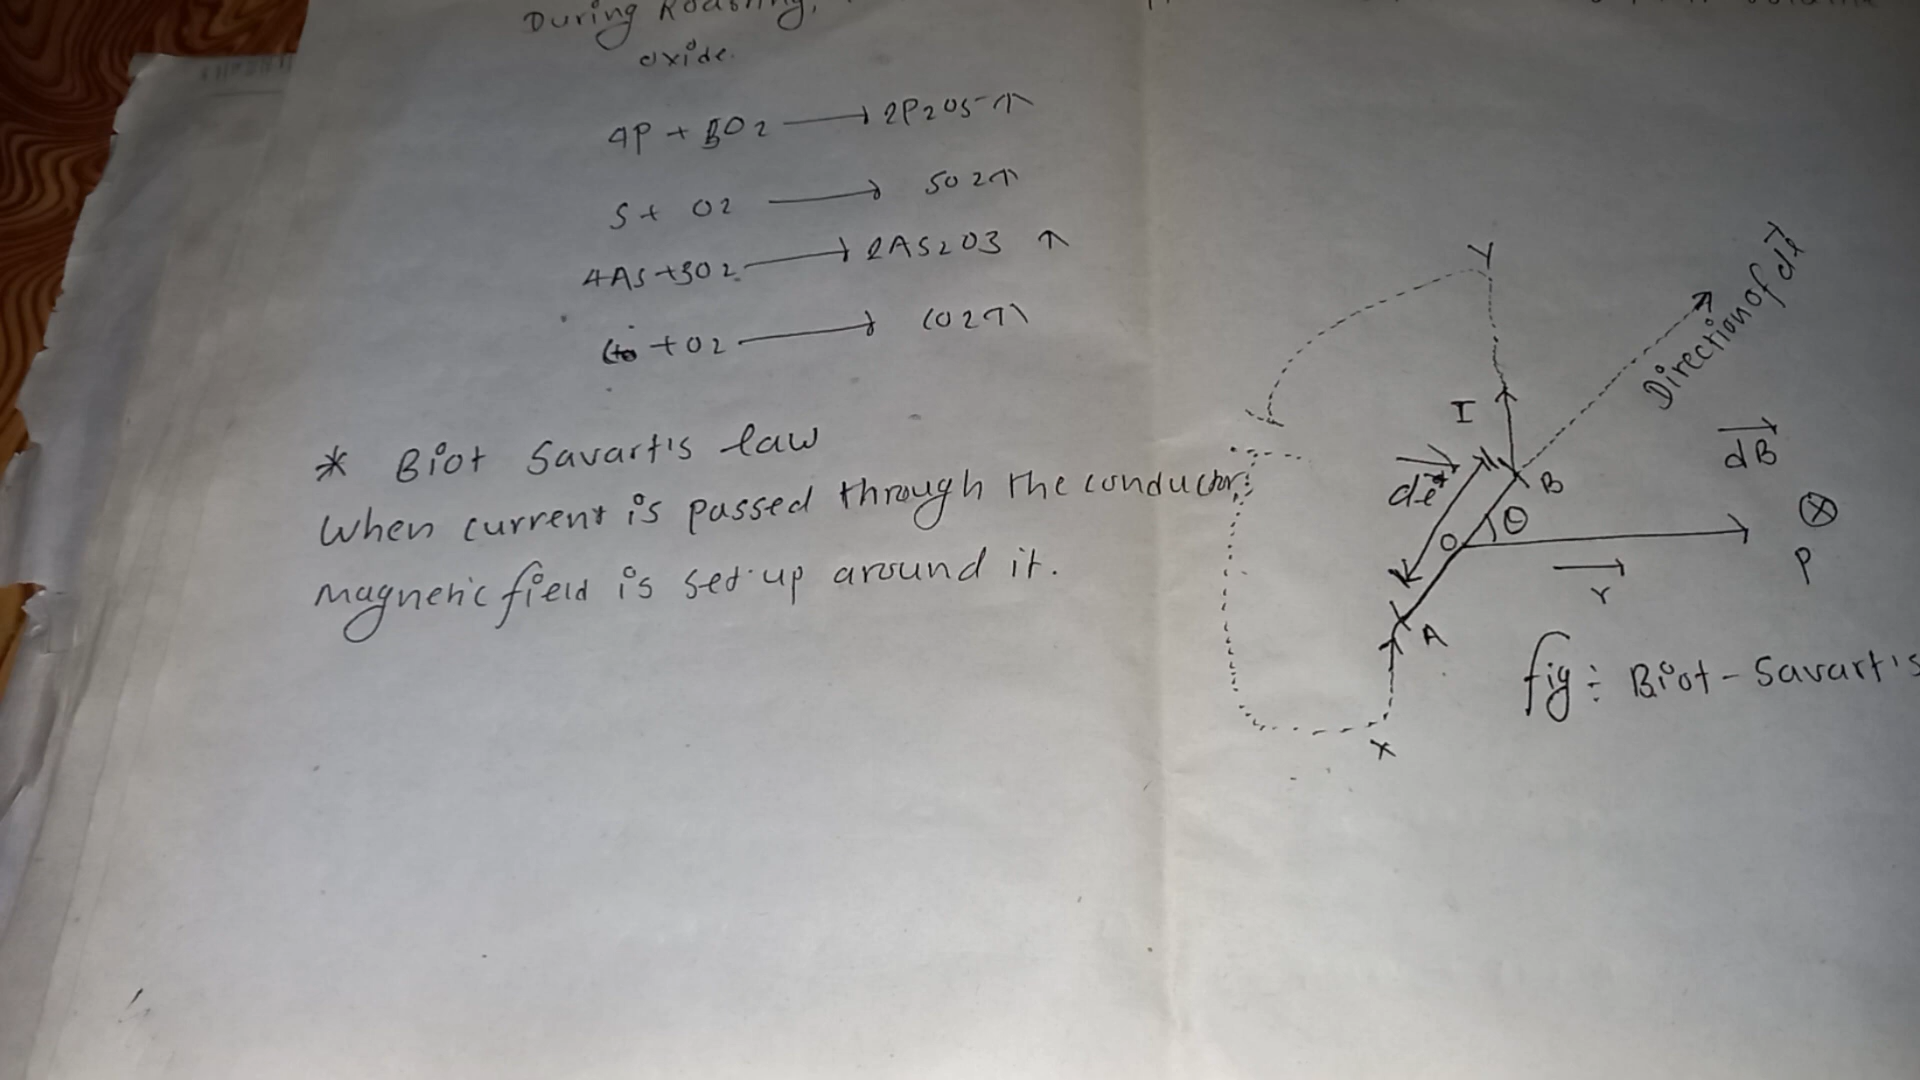 During Roasting,
oxide.
4P + 5O2 → 2P2O5 ↑
S + O2 → SO2 ↑
4As + 3O2 → 2As2O3 ↑
+ O2 → CO2 ↑
* Biot Savart's law
When current is passed through the conductor,
magnetic field is set up around it.
Y
Direction of dl
I
dl
B
dB
θ
O
P
r
A
X
fig: Biot-Savart's